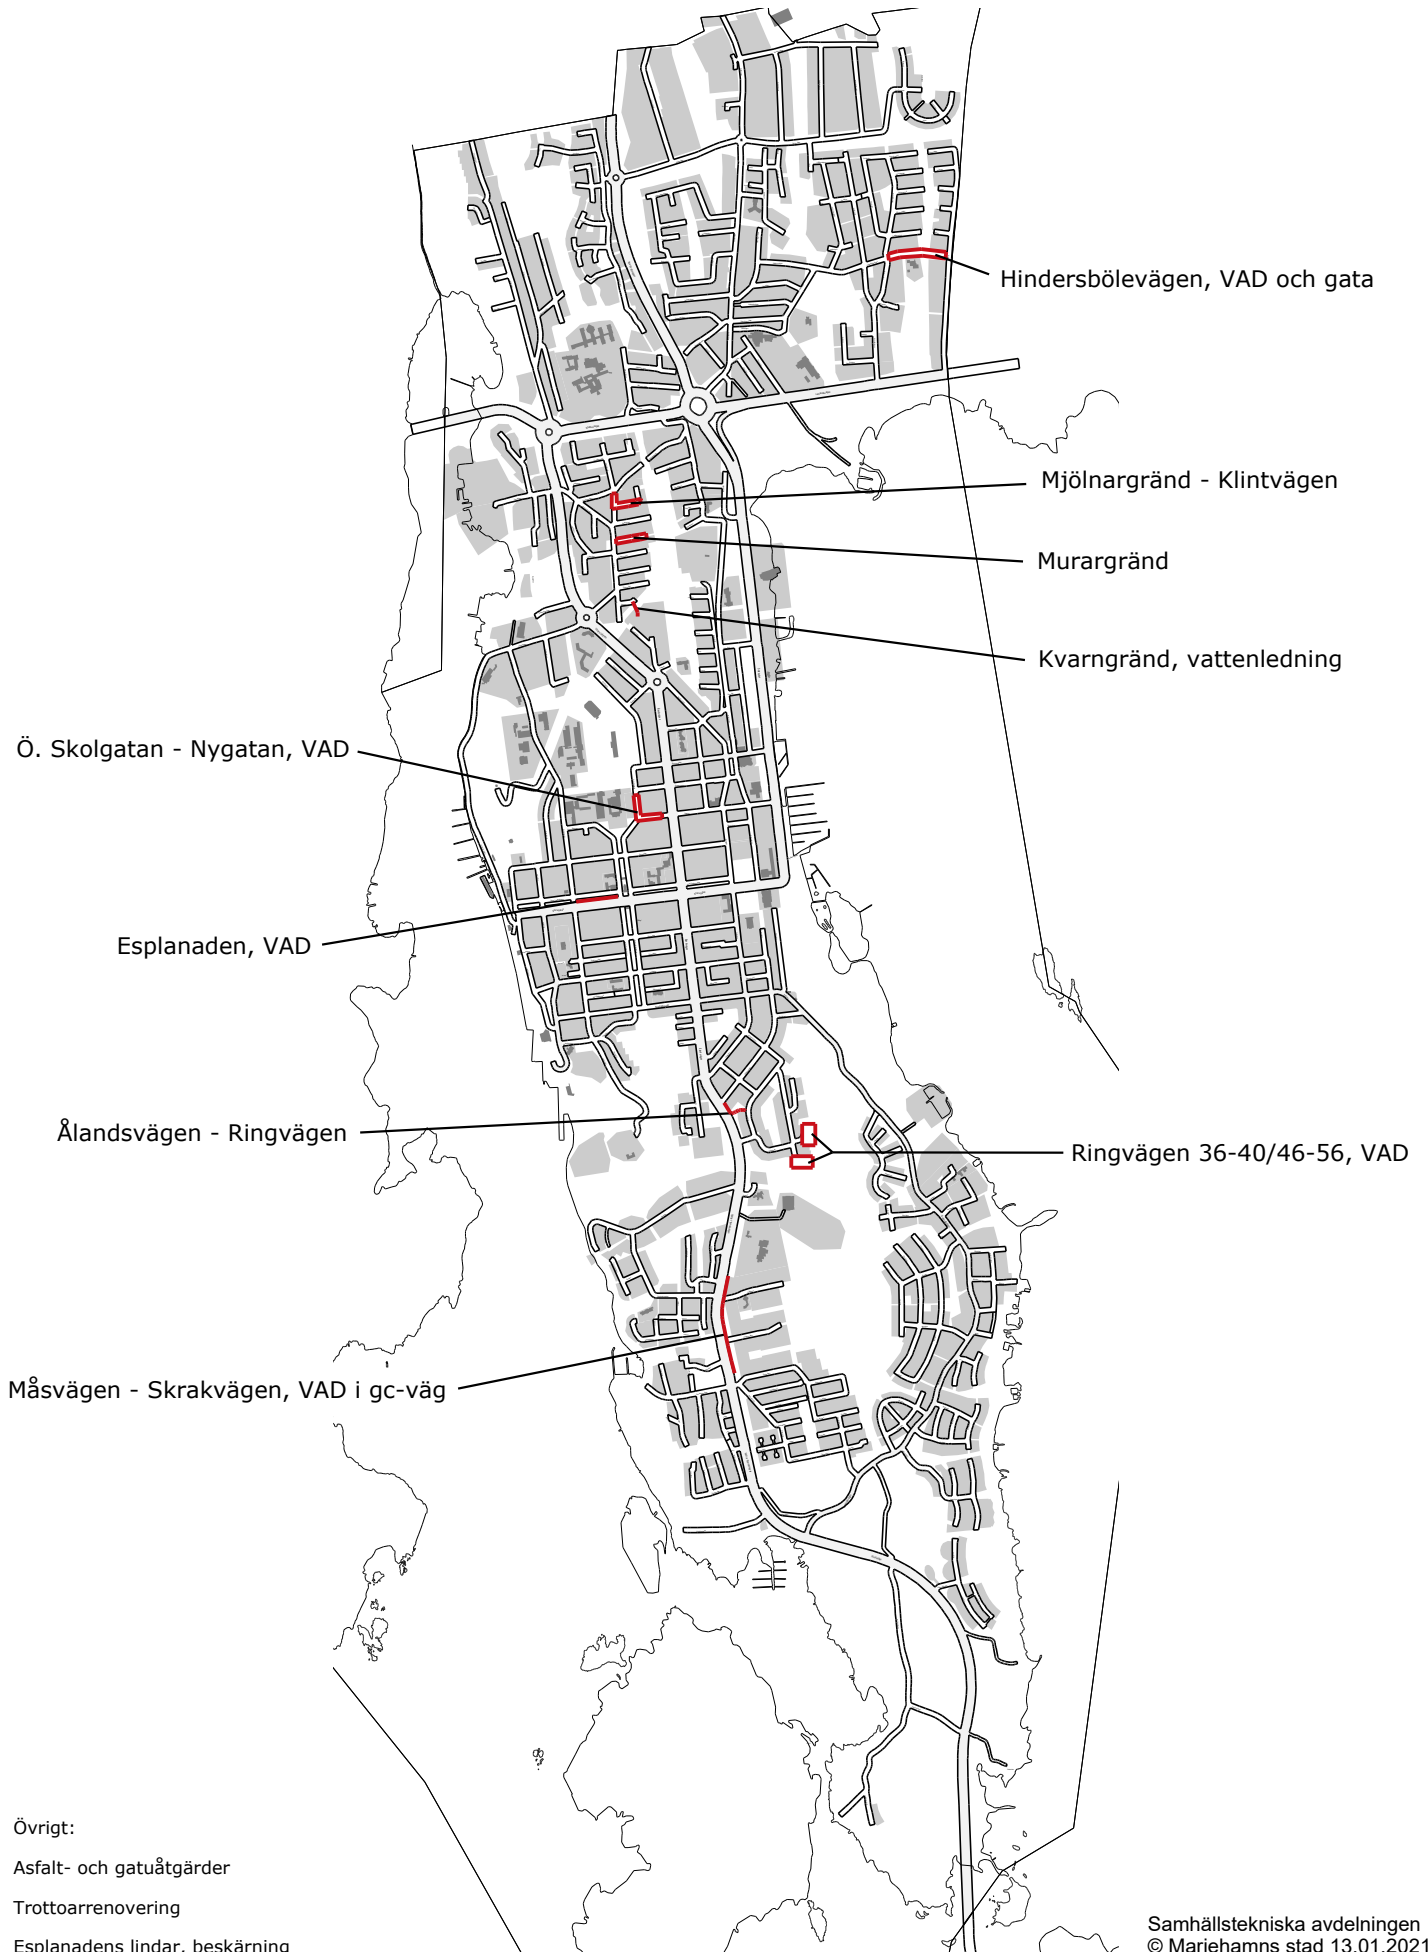 Hindersbölevägen, VAD och gata
Mjölnargränd - Klintvägen
Murargränd
Kvarngränd, vattenledning
Ö. Skolgatan - Nygatan, VAD
Esplanaden, VAD
Ålandsvägen - Ringvägen
Ringvägen 36-40/46-56, VAD
Måsvägen - Skrakvägen, VAD i gc-väg
Övrigt:
Asfalt- och gatuåtgärder
Trottoarrenovering
Esplanadens lindar, beskärning
Samhällstekniska avdelningen
© Mariehamns stad 13.01.2021